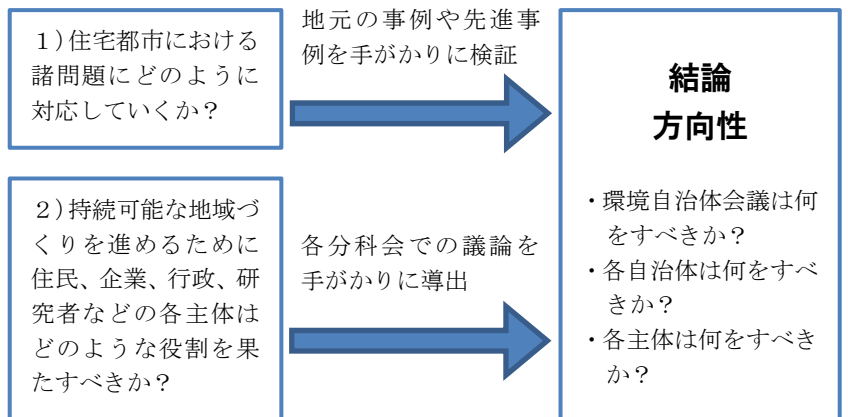 1）住宅都市における
諸問題にどのように
対応していくか？
地元の事例や先進事
例を手がかりに検証
2）持続可能な地域づ
くりを進めるために
住民、企業、行政、研
究者などの各主体は
どのような役割を果
たすべきか？
各分科会での議論を
手がかりに導出
結論
方向性
・環境自治体会議は何
をすべきか？
・各自治体は何をすべ
きか？
・各主体は何をすべき
か？